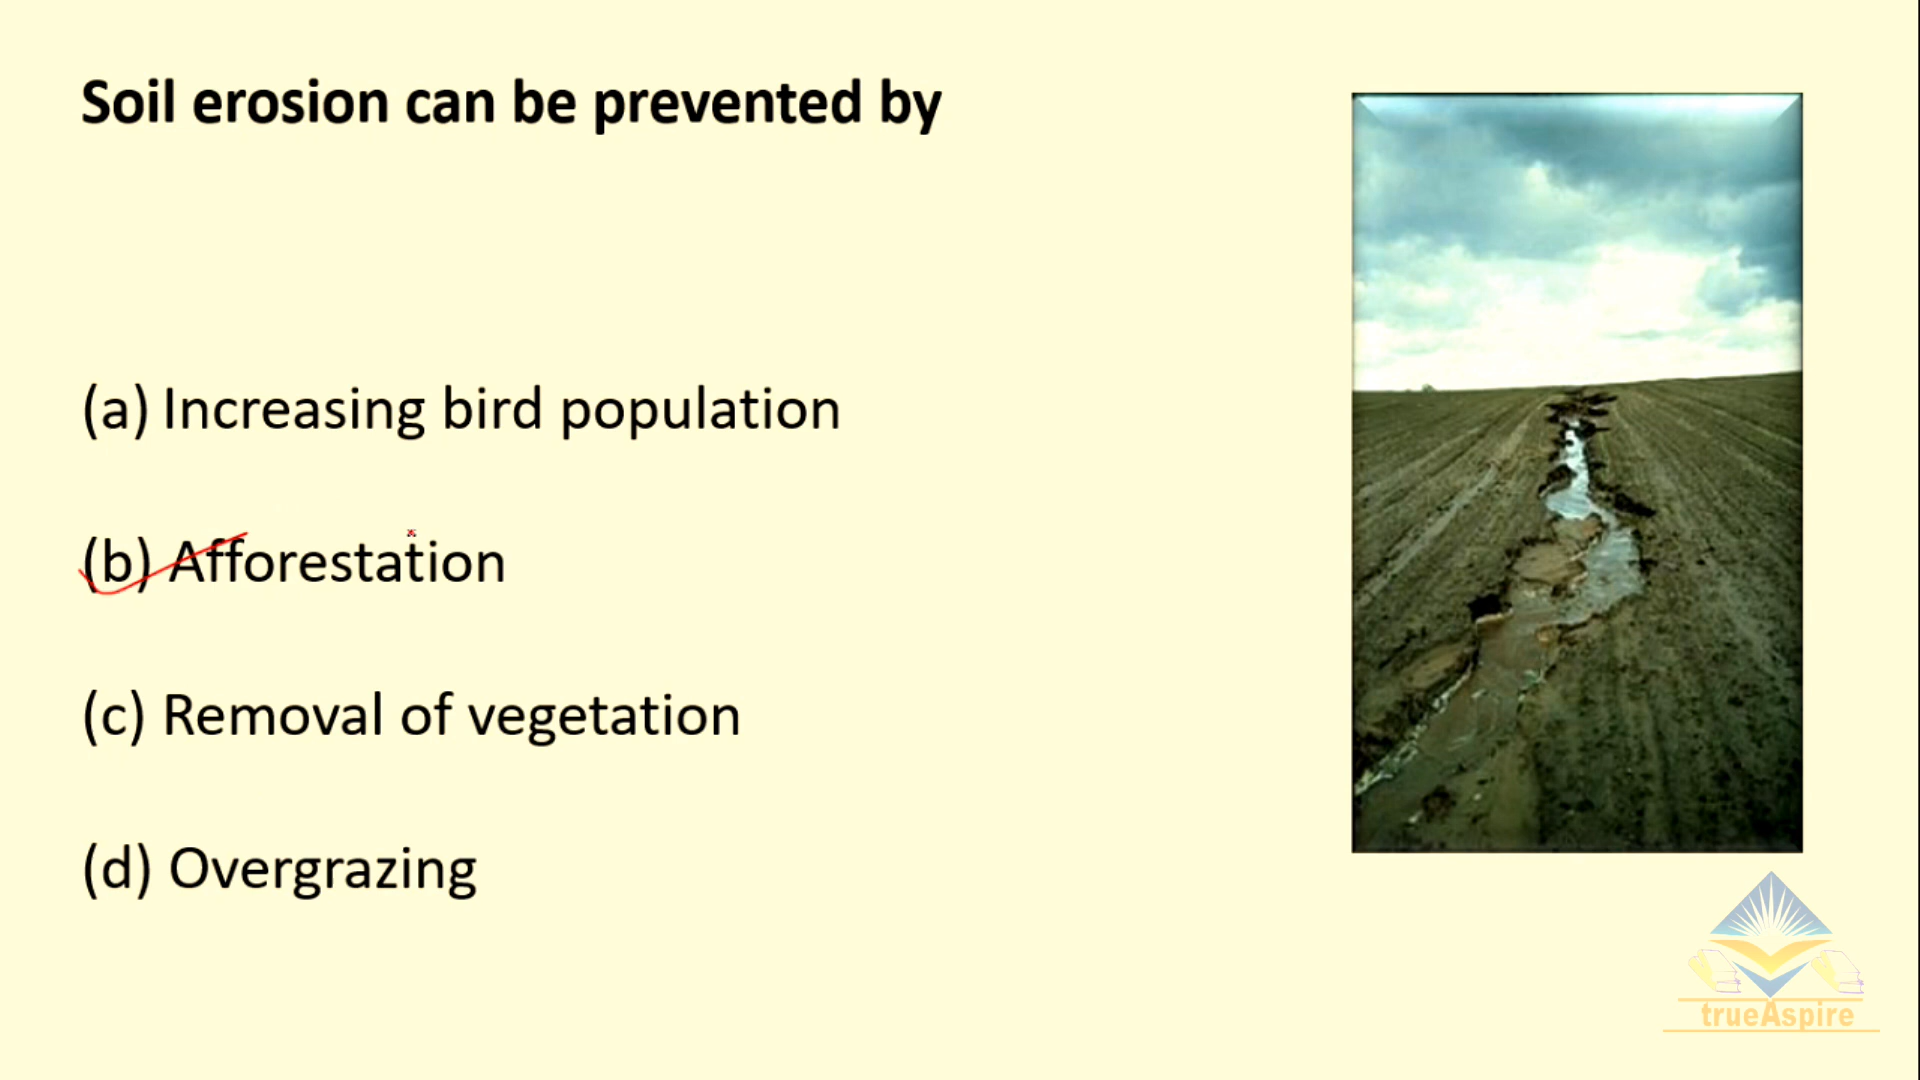 Soil erosion can be prevented by
(a) Increasing bird population
(b) Afforestation
(c) Removal of vegetation
(d) Overgrazing
trueAspire